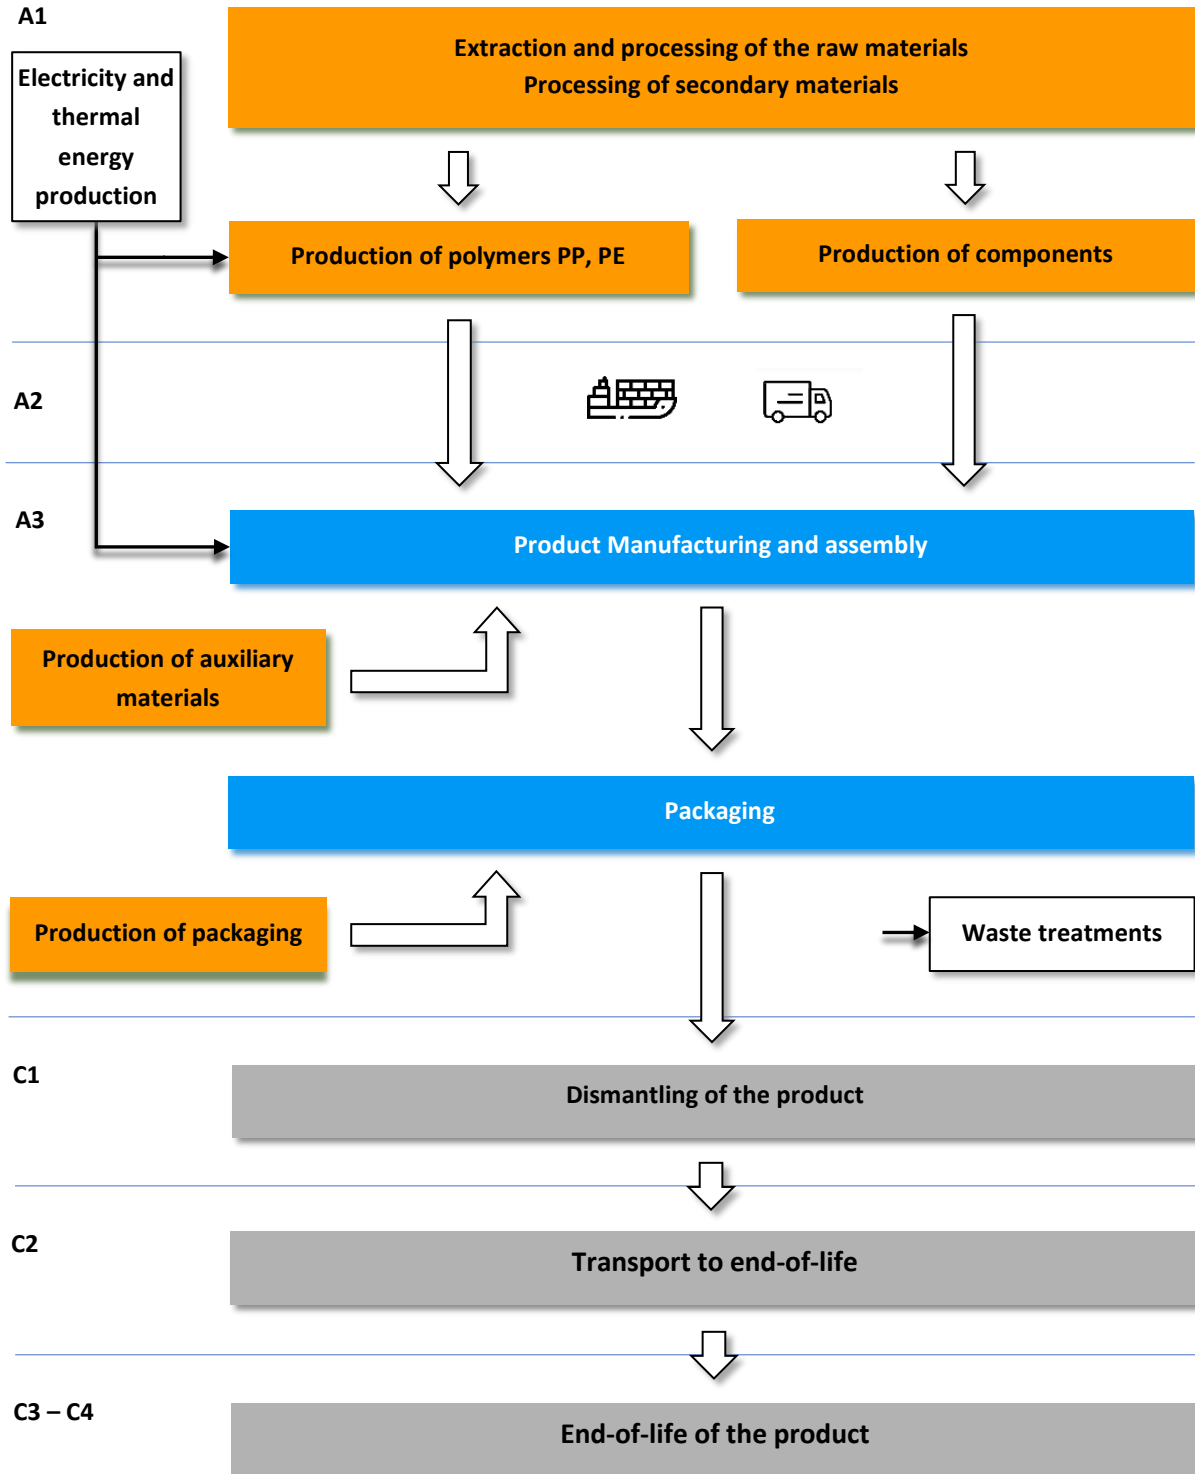 A1
Extraction and processing of the raw materials
Processing of secondary materials
Electricity and
thermal
energy
production
Production of polymers PP, PE
Production of components
A2
A3
Product Manufacturing and assembly
Production of auxiliary
materials
Packaging
Production of packaging
Waste treatments
C1
Dismantling of the product
C2
Transport to end-of-life
C3 – C4
End-of-life of the product